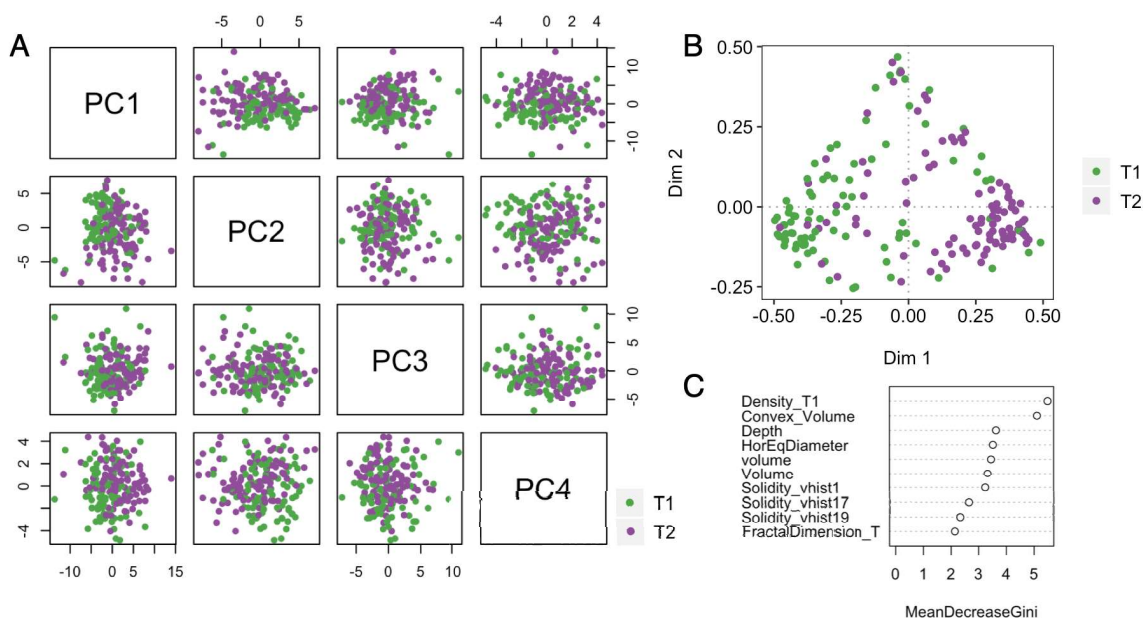 A
-5 0 5
-4 -2 0 2 4
PC1
-10 0 5 10
5 0 -5
PC2
PC3
-5 0 5 10
4 2 0 -4
PC4
T1
T2
-10 0 5 15
-5 0 5 10
B
0.50
0.25
0.00
-0.25
Dim 2
-0.50 -0.25 0.00 0.25 0.50
Dim 1
T1
T2
C
Density_T1
Convex_Volume
Depth
HorEqDiameter
volume
Volume
Solidity_vhist1
Solidity_vhist17
Solidity_vhist19
FractalDimension_T
0 1 2 3 4 5
MeanDecreaseGini